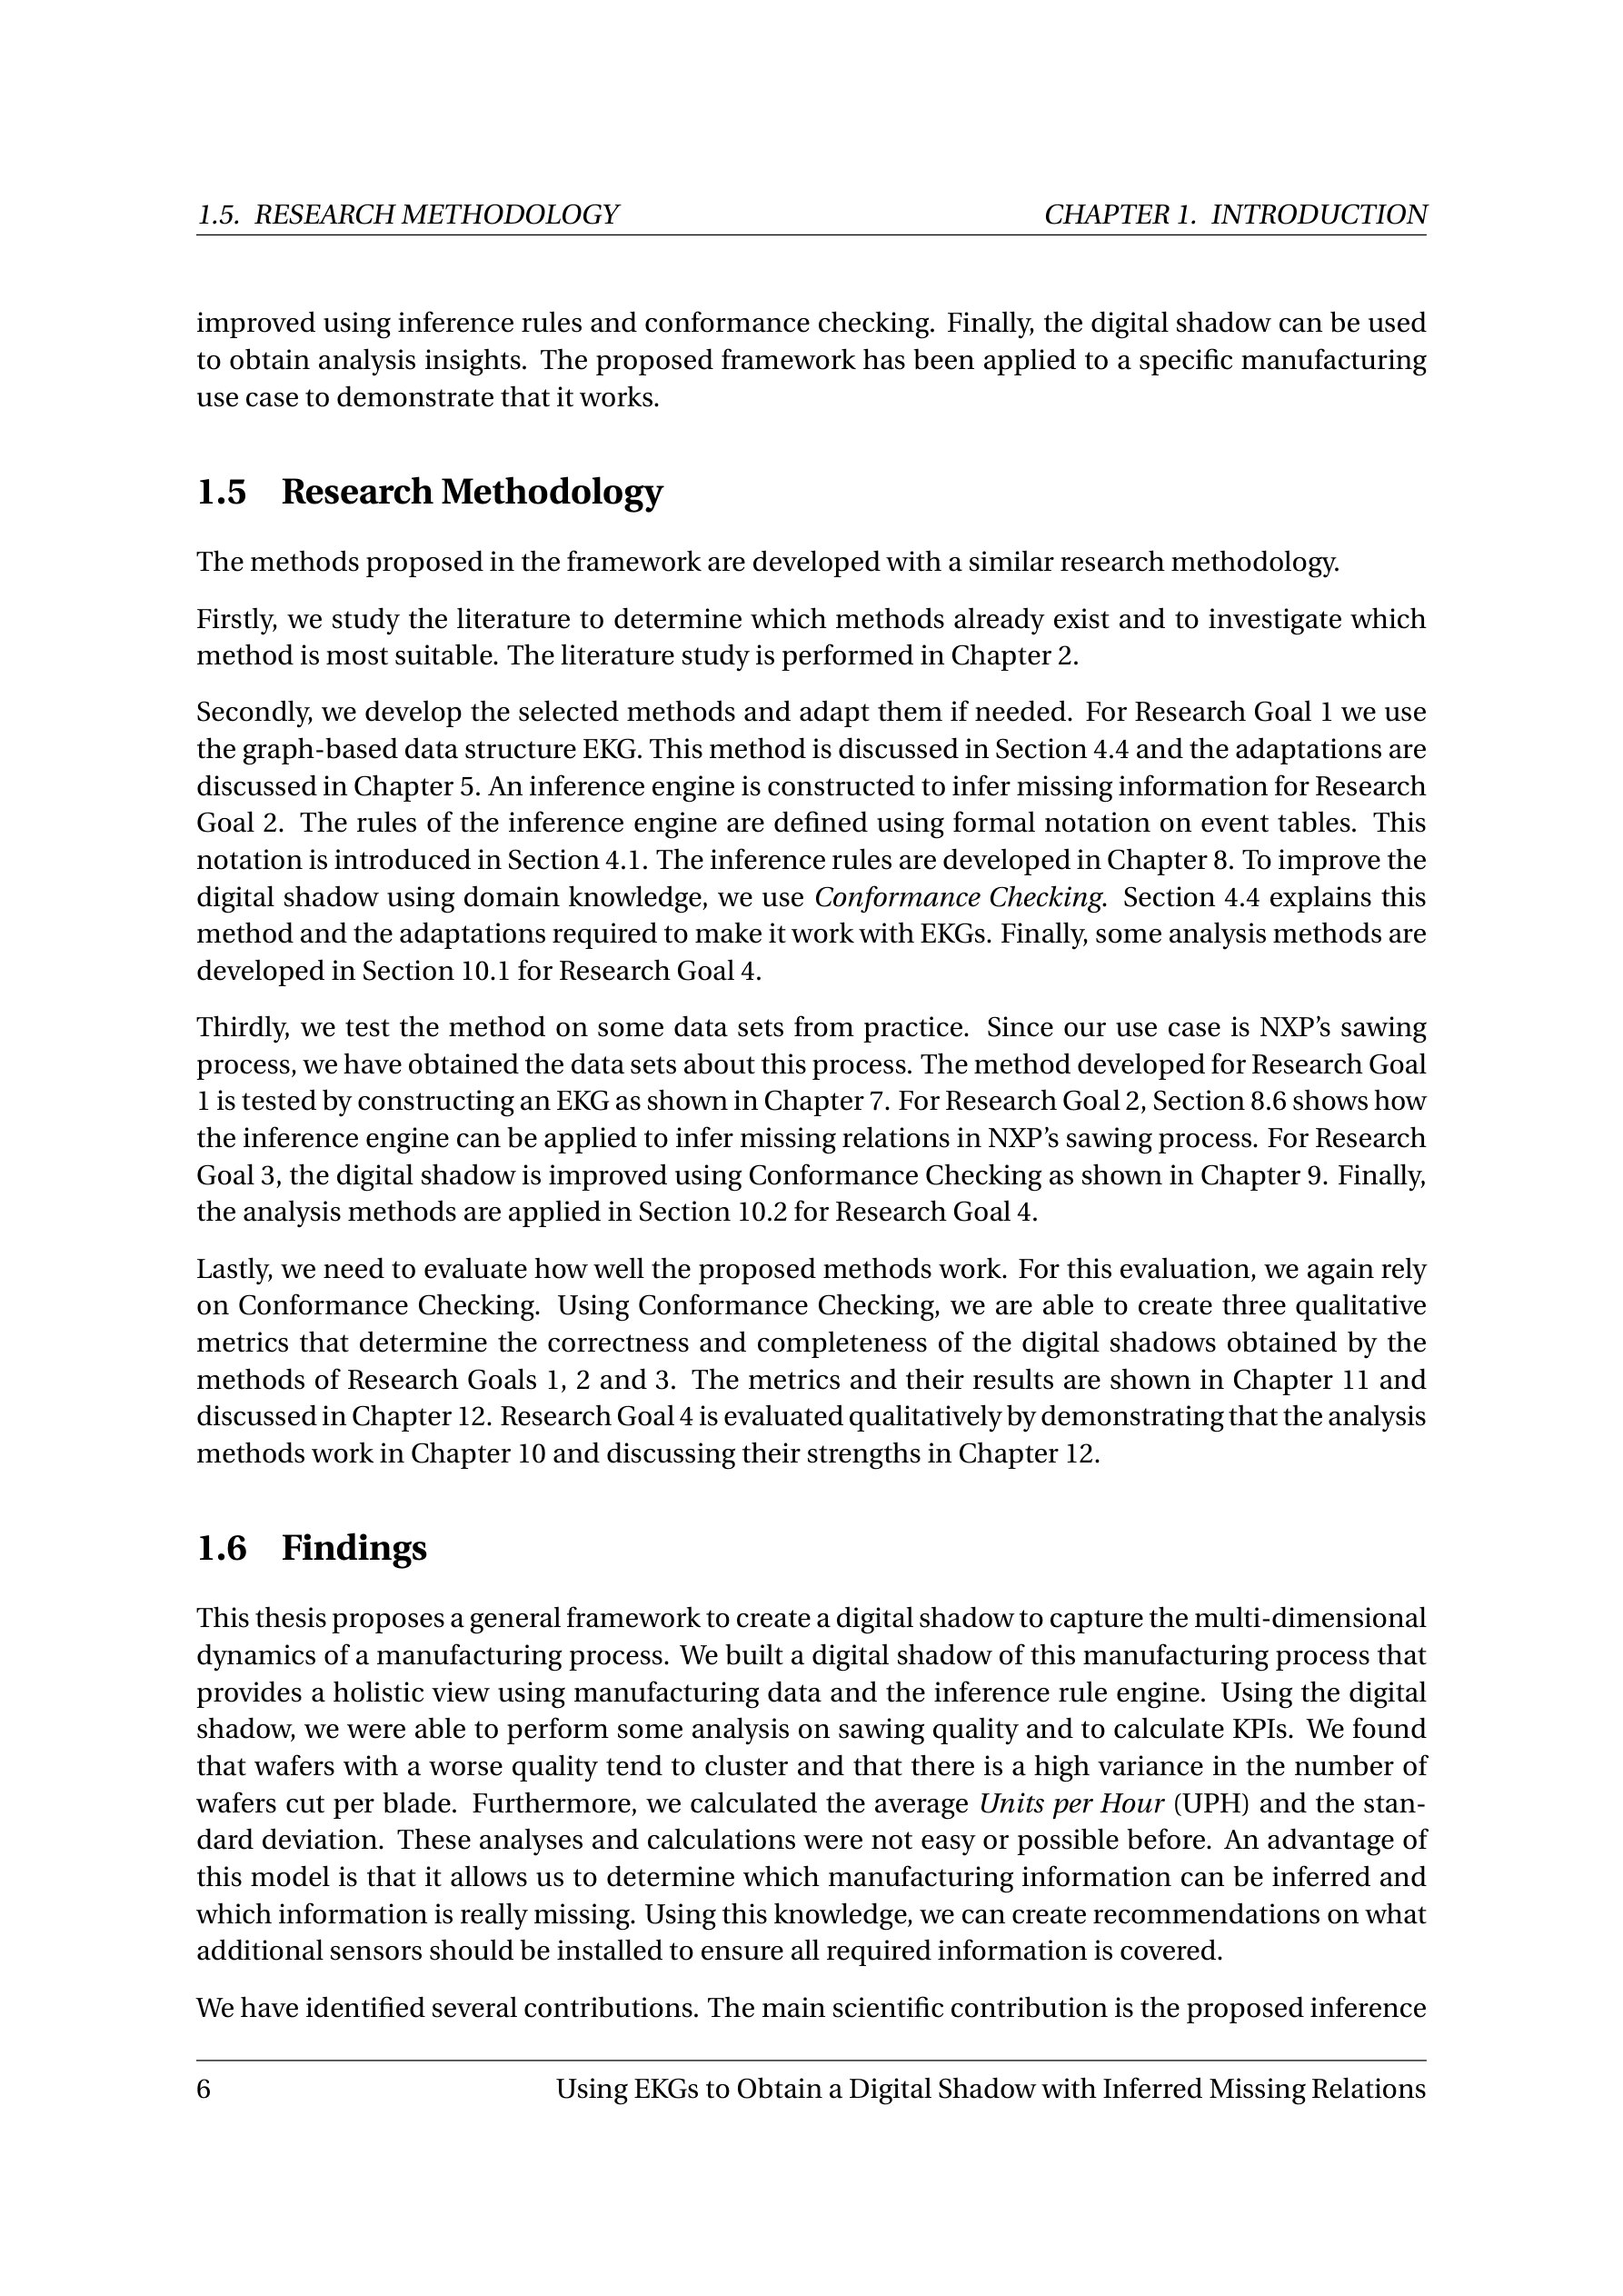 1.5. RESEARCH METHODOLOGY CHAPTER 1. INTRODUCTION
improved using inference rules and conformance checking. Finally, the digital shadow can be used
to obtain analysis insights. The proposed framework has been applied to a specific manufacturing
use case to demonstrate that it works.
1.5 Research Methodology
The methods proposed in the framework are developed with a similar research methodology.
Firstly, we study the literature to determine which methods already exist and to investigate which
method is most suitable. The literature study is performed in Chapter 2.
Secondly, we develop the selected methods and adapt them if needed. For Research Goal 1 we use
the graph-based data structure EKG. This method is discussed in Section 4.4 and the adaptations are
discussed in Chapter 5. An inference engine is constructed to infer missing information for Research
Goal 2. The rules of the inference engine are defined using formal notation on event tables. This
notation is introduced in Section 4.1. The inference rules are developed in Chapter 8. To improve the
digital shadow using domain knowledge, we use Conformance Checking. Section 4.4 explains this
method and the adaptations required to make it work with EKGs. Finally, some analysis methods are
developed in Section 10.1 for Research Goal 4.
Thirdly, we test the method on some data sets from practice. Since our use case is NXP's sawing
process, we have obtained the data sets about this process. The method developed for Research Goal
1 is tested by constructing an EKG as shown in Chapter 7. For Research Goal 2, Section 8.6 shows how
the inference engine can be applied to infer missing relations in NXP's sawing process. For Research
Goal 3, the digital shadow is improved using Conformance Checking as shown in Chapter 9. Finally,
the analysis methods are applied in Section 10.2 for Research Goal 4.
Lastly, we need to evaluate how well the proposed methods work. For this evaluation, we again rely
on Conformance Checking. Using Conformance Checking, we are able to create three qualitative
metrics that determine the correctness and completeness of the digital shadows obtained by the
methods of Research Goals 1, 2 and 3. The metrics and their results are shown in Chapter 11 and
discussed in Chapter 12. Research Goal 4 is evaluated qualitatively by demonstrating that the analysis
methods work in Chapter 10 and discussing their strengths in Chapter 12.
1.6 Findings
This thesis proposes a general framework to create a digital shadow to capture the multi-dimensional
dynamics of a manufacturing process. We built a digital shadow of this manufacturing process that
provides a holistic view using manufacturing data and the inference rule engine. Using the digital
shadow, we were able to perform some analysis on sawing quality and to calculate KPIs. We found
that wafers with a worse quality tend to cluster and that there is a high variance in the number of
wafers cut per blade. Furthermore, we calculated the average Units per Hour (UPH) and the stan-
dard deviation. These analyses and calculations were not easy or possible before. An advantage of
this model is that it allows us to determine which manufacturing information can be inferred and
which information is really missing. Using this knowledge, we can create recommendations on what
additional sensors should be installed to ensure all required information is covered.
We have identified several contributions. The main scientific contribution is the proposed inference
6 Using EKGs to Obtain a Digital Shadow with Inferred Missing Relations